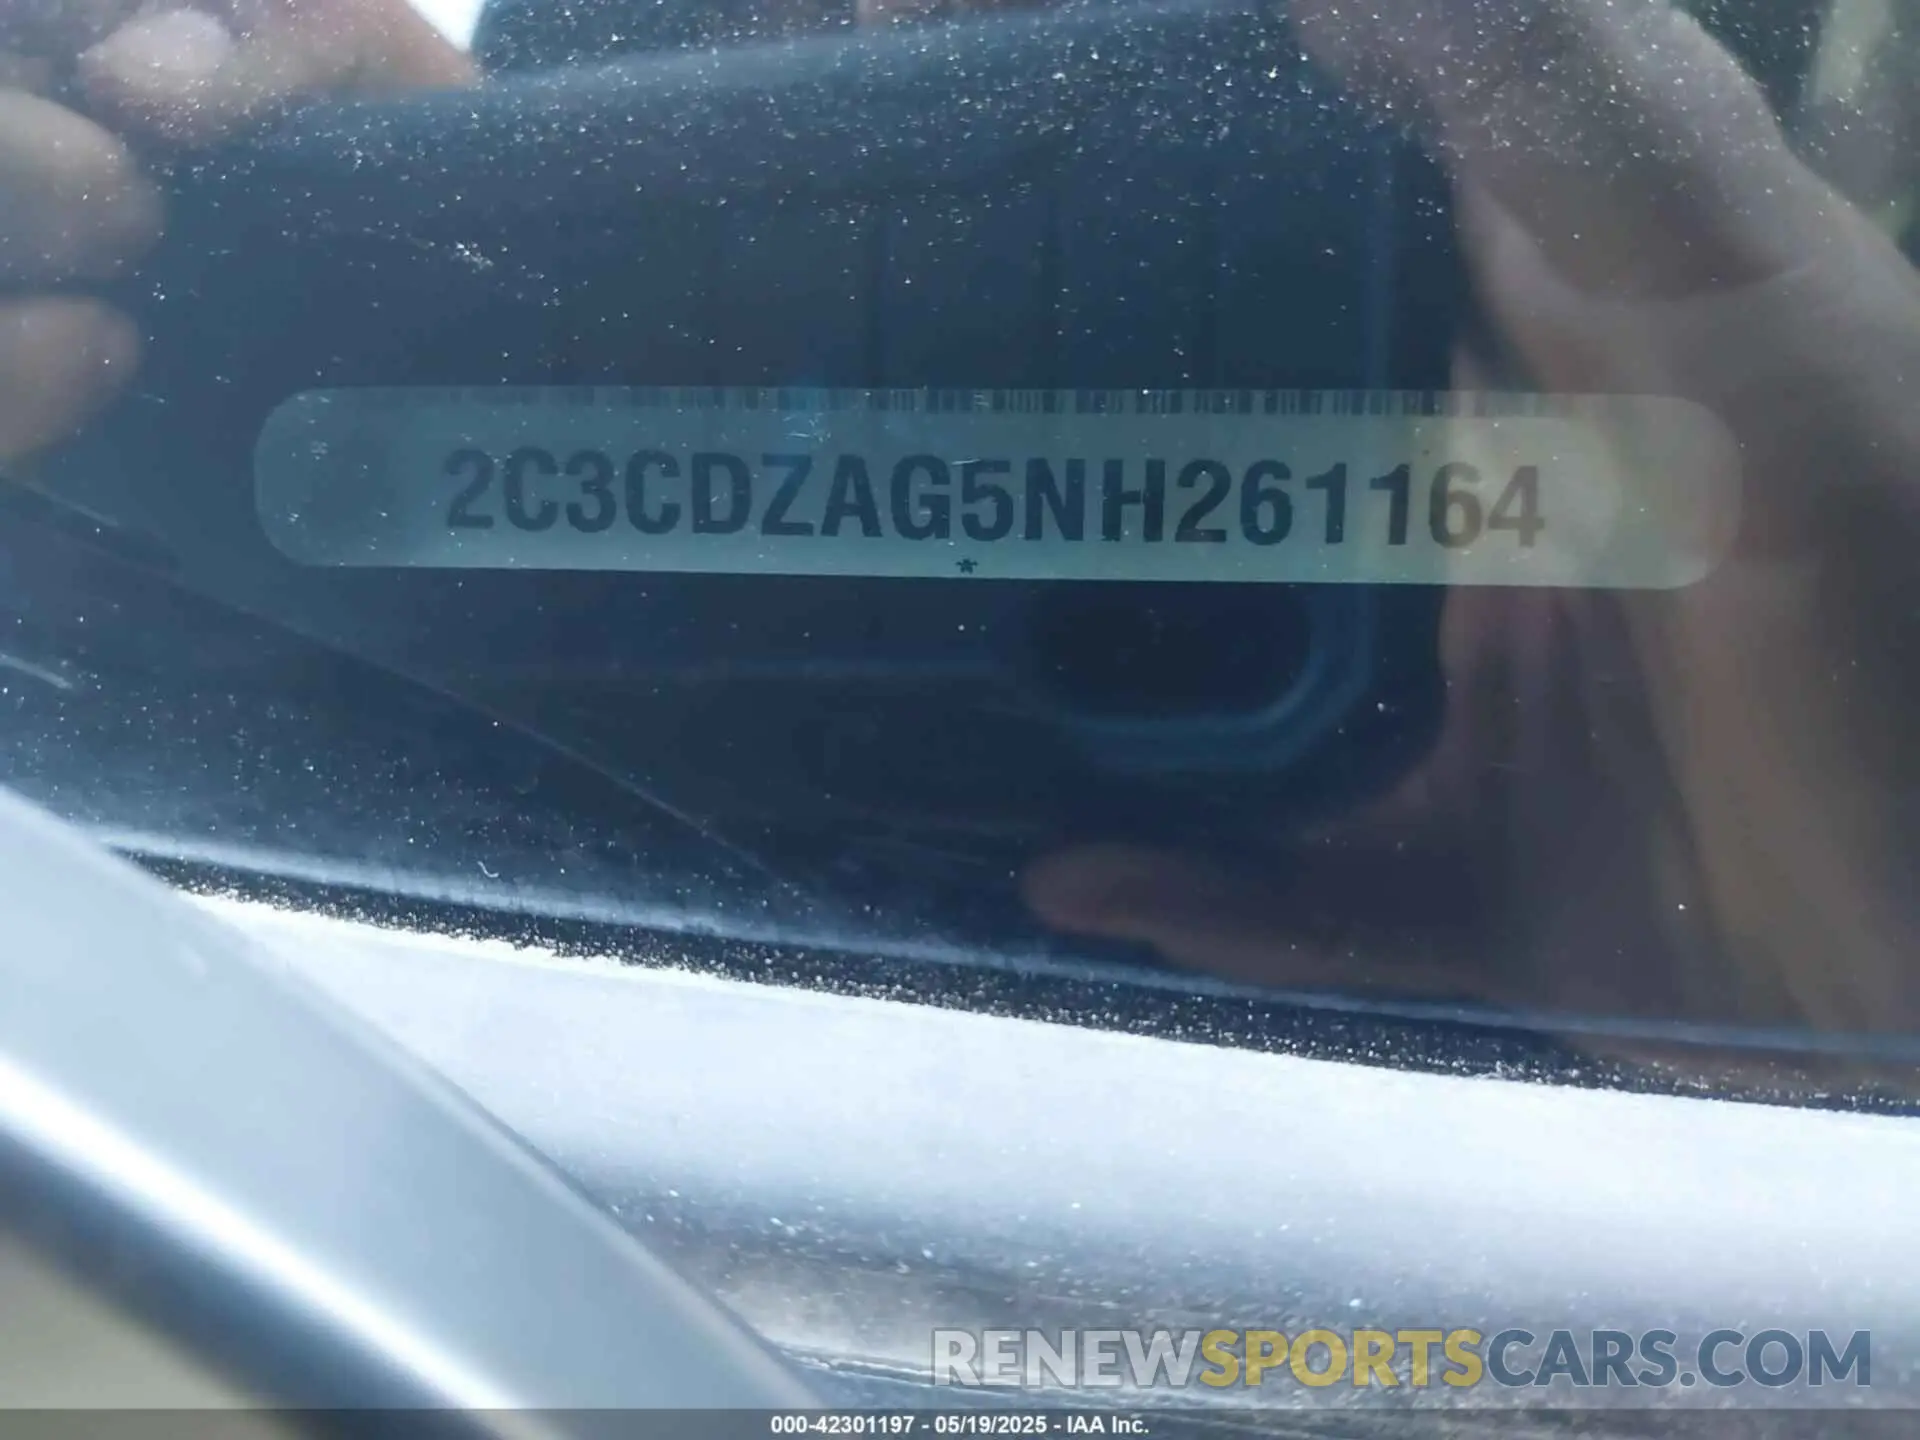 2C3CDZAG5NH261164
RENEWSPORTSCARS.COM
000-42301197 - 05/19/2025 - IAA Inc.